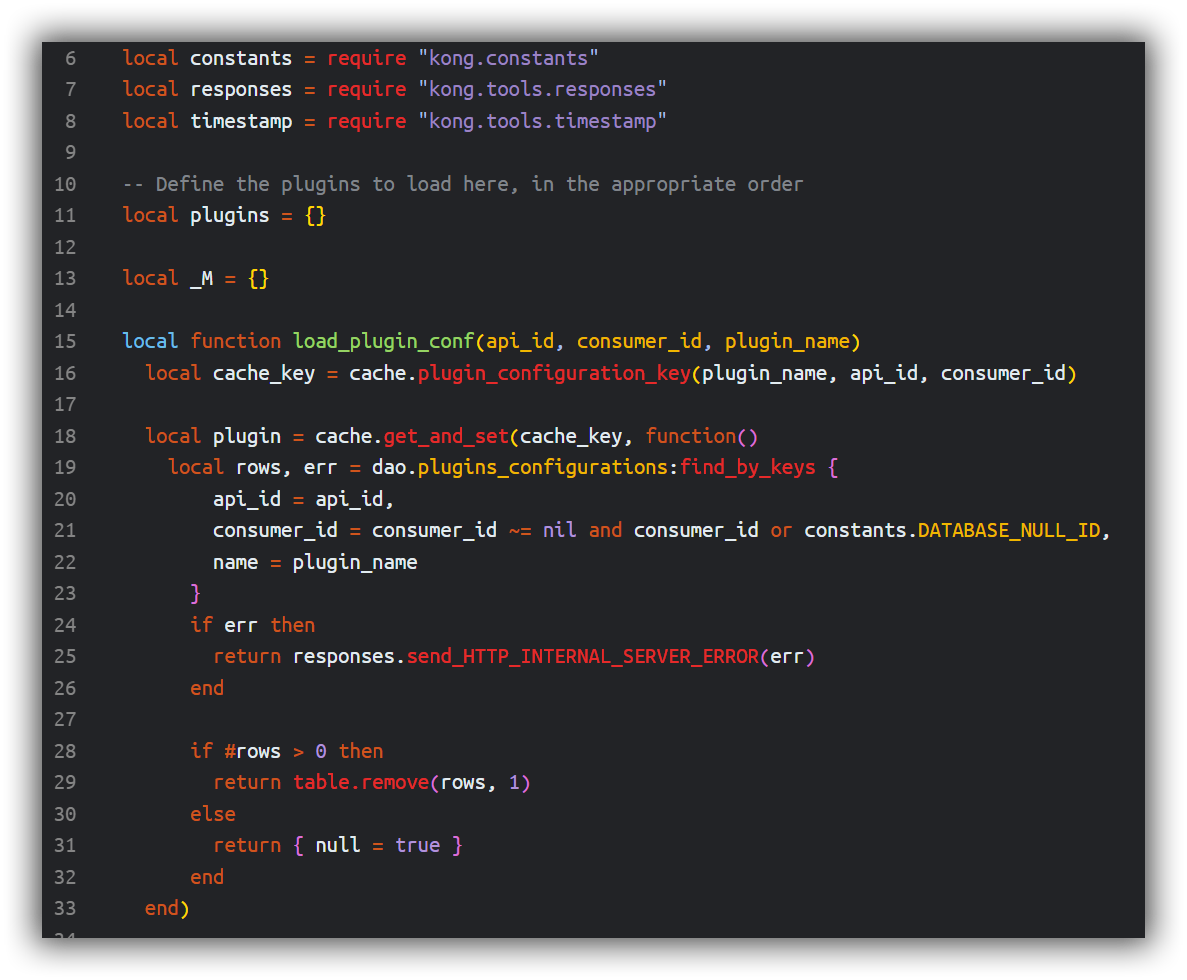 6 local constants = require "kong.constants"
7 local responses = require "kong.tools.responses"
8 local timestamp = require "kong.tools.timestamp"
9
10 -- Define the plugins to load here, in the appropriate order
11 local plugins = {}
12
13 local _M = {}
14
15 local function load_plugin_conf(api_id, consumer_id, plugin_name)
16   local cache_key = cache.plugin_configuration_key(plugin_name, api_id, consumer_id)
17
18   local plugin = cache.get_and_set(cache_key, function()
19     local rows, err = dao.plugins_configurations:find_by_keys {
20         api_id = api_id,
21         consumer_id = consumer_id ~= nil and consumer_id or constants.DATABASE_NULL_ID,
22         name = plugin_name
23       }
24       if err then
25         return responses.send_HTTP_INTERNAL_SERVER_ERROR(err)
26       end
27
28       if #rows > 0 then
29         return table.remove(rows, 1)
30       else
31         return { null = true }
32       end
33   end)